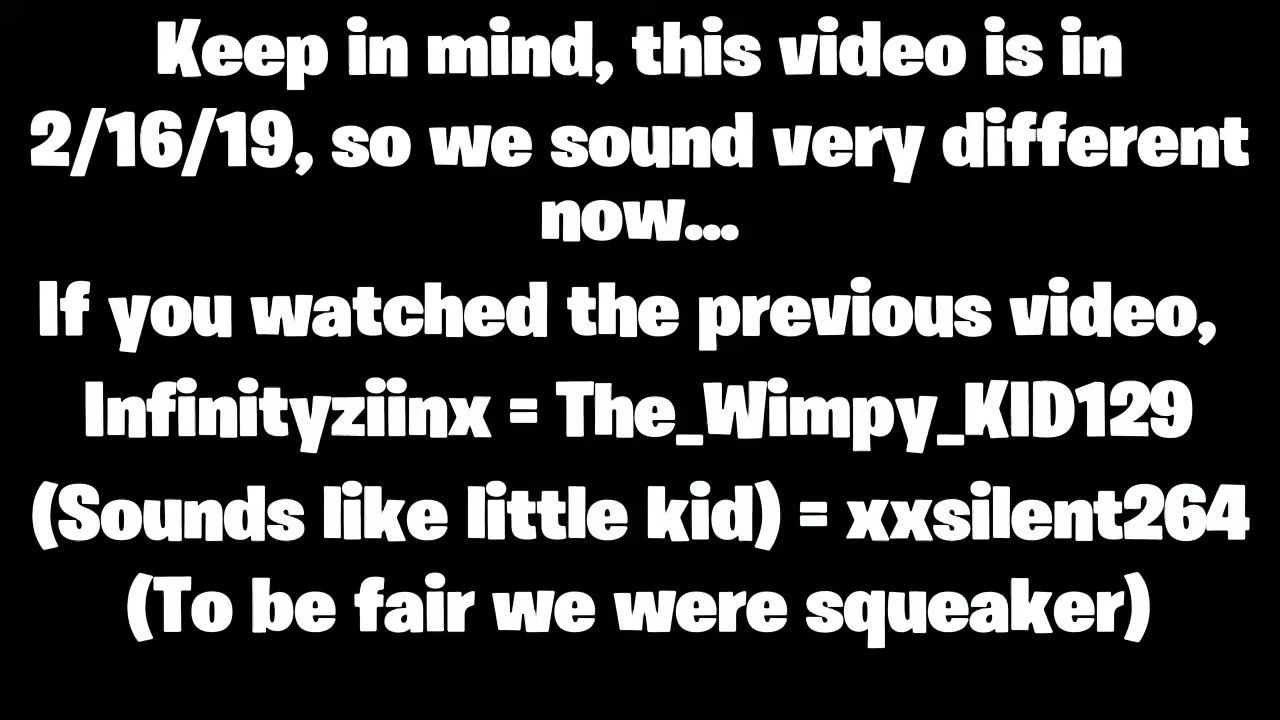 Keep in mind, this video is in
2/16/19, so we sound very different
now...
If you watched the previous video,
Infinityziinx = The_Wimpy_KID129
(Sounds like little kid) = xxsilent264
(To be fair we were squeaker)